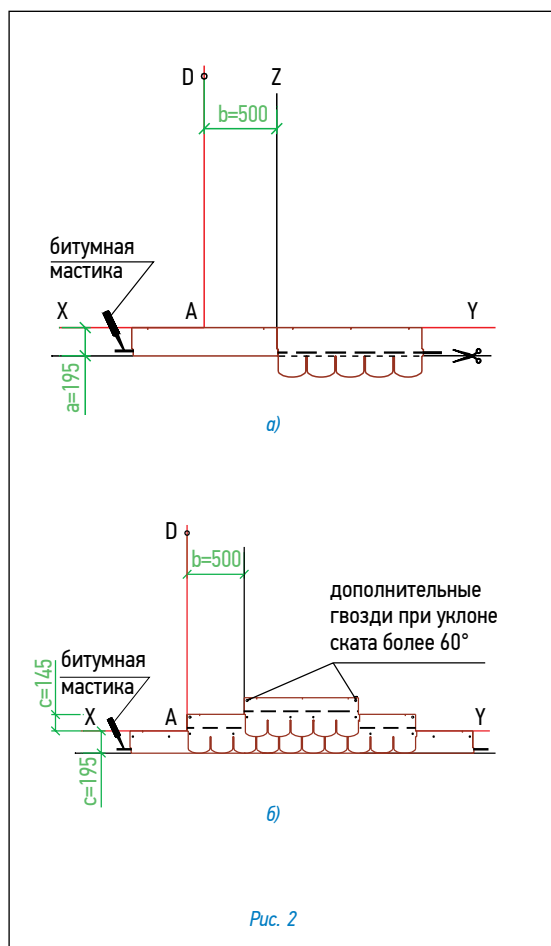 D
Z
b=500
битумная
мастика
X
A
Y
a=195
а)
D
b=500
дополнительные
гвозди при уклоне
ската более 60°
битумная
мастика
c=145
X
A
Y
c=195
б)
Рис. 2